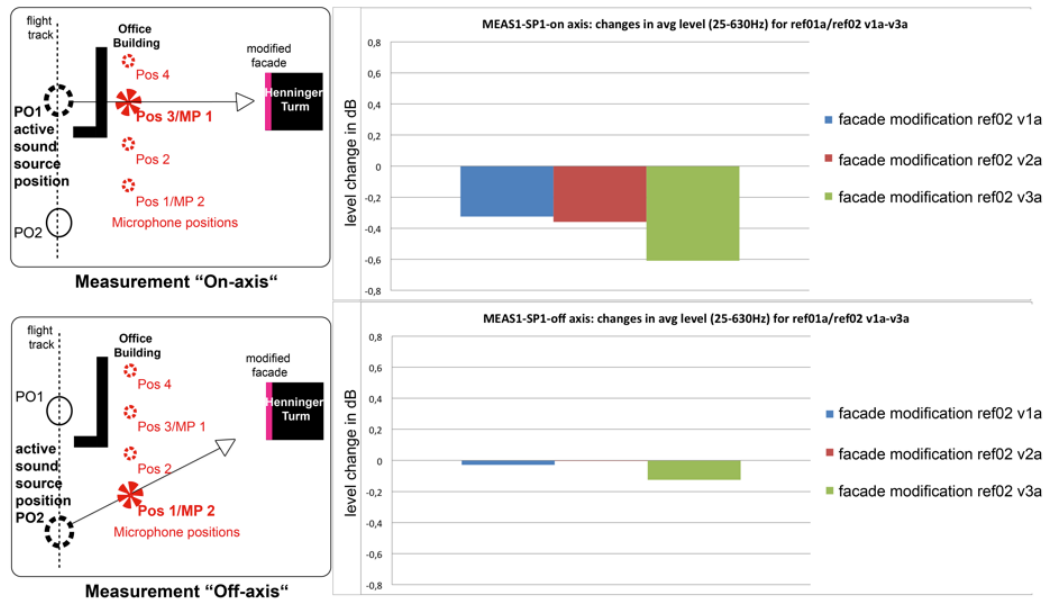 flight
track
Office
Building
Pos 4
modified
facade
Henninger
Turm
PO1
active
sound
source
position
Pos 3/MP 1
Pos 2
Pos 1/MP 2
PO2
Microphone positions
Measurement “On-axis“
MEAS1-SP1-on axis: changes in avg level (25-630Hz) for ref01a/ref02 v1a-v3a
level change in dB
0,8
0,6
0,4
0,2
0
-0,2
-0,4
-0,6
-0,8
facade modification ref02 v1a
facade modification ref02 v2a
facade modification ref02 v3a
flight
track
Office
Building
Pos 4
modified
facade
Henninger
Turm
PO1
Pos 3/MP 1
active
sound
source
position
PO2
Pos 2
Pos 1/MP 2
Microphone positions
Measurement “Off-axis“
MEAS1-SP1-off axis: changes in avg level (25-630Hz) for ref01a/ref02 v1a-v3a
level change in dB
0,8
0,6
0,4
0,2
0
-0,2
-0,4
-0,6
-0,8
facade modification ref02 v1a
facade modification ref02 v2a
facade modification ref02 v3a